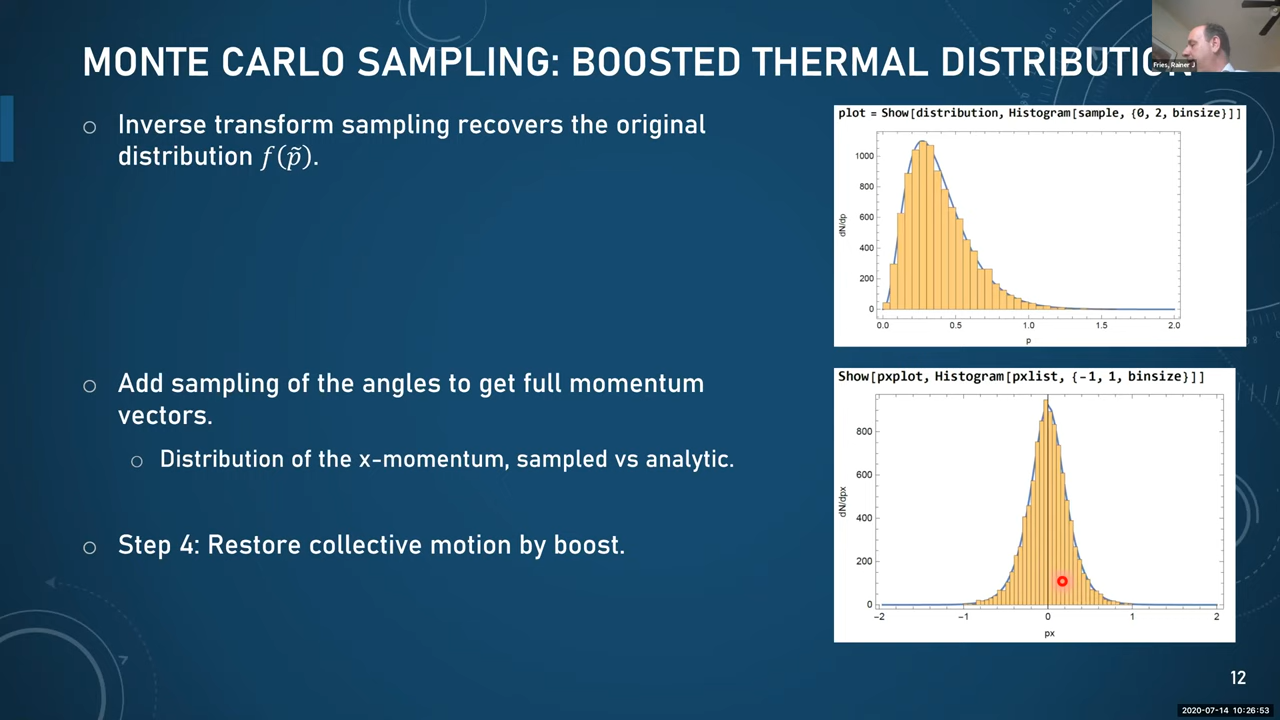 MONTE CARLO SAMPLING: BOOSTED THERMAL DISTRIBUTION
Fries, Rainer J
○ Inverse transform sampling recovers the original
distribution f(p̃).
plot = Show[distribution, Histogram[sample, {0, 2, binsize}]]
dN/dp
1000
800
600
400
200
0
0.0 0.5 1.0 1.5 2.0
p
○ Add sampling of the angles to get full momentum
vectors.
○ Distribution of the x-momentum, sampled vs analytic.
○ Step 4: Restore collective motion by boost.
Show[pxplot, Histogram[pxlist, {-1, 1, binsize}]]
dN/dpx
800
600
400
200
0
−2 −1 0 1 2
px
12
2020-07-14 10:26:53